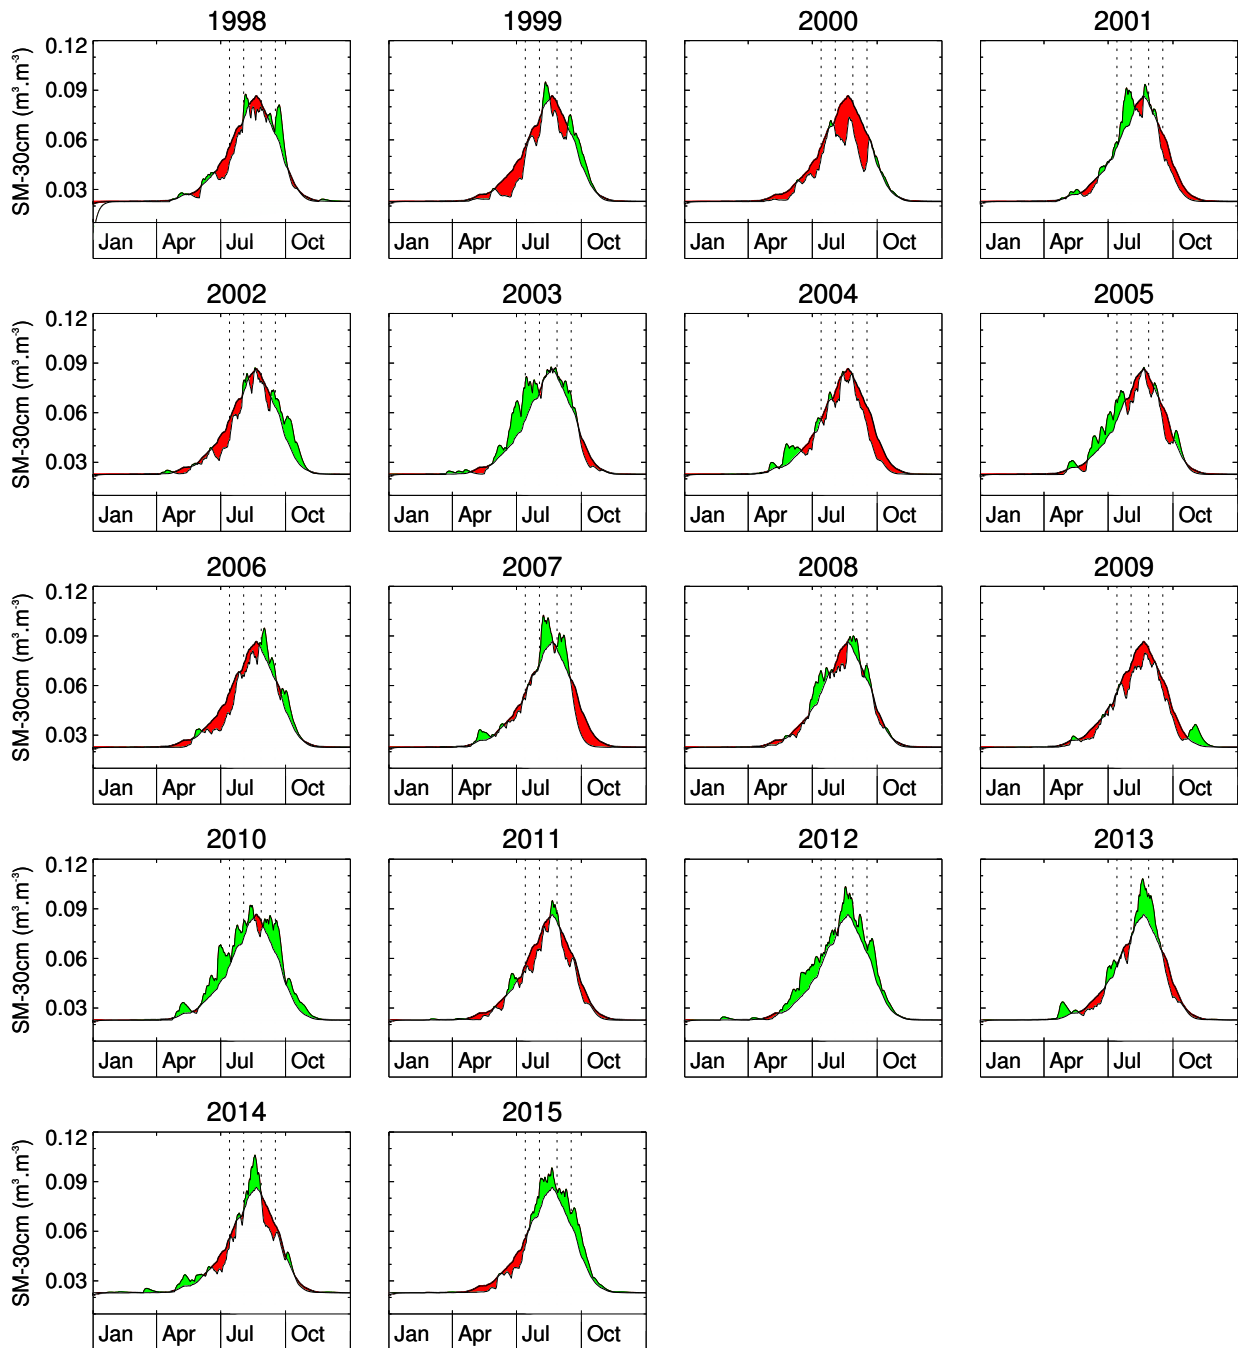 1998 1999 2000 2001
SM-30cm (m³.m⁻³)
0.12
0.09
0.06
0.03
Jan Apr Jul Oct Jan Apr Jul Oct Jan Apr Jul Oct Jan Apr Jul Oct
2002 2003 2004 2005
SM-30cm (m³.m⁻³)
0.12
0.09
0.06
0.03
Jan Apr Jul Oct Jan Apr Jul Oct Jan Apr Jul Oct Jan Apr Jul Oct
2006 2007 2008 2009
SM-30cm (m³.m⁻³)
0.12
0.09
0.06
0.03
Jan Apr Jul Oct Jan Apr Jul Oct Jan Apr Jul Oct Jan Apr Jul Oct
2010 2011 2012 2013
SM-30cm (m³.m⁻³)
0.12
0.09
0.06
0.03
Jan Apr Jul Oct Jan Apr Jul Oct Jan Apr Jul Oct Jan Apr Jul Oct
2014 2015
SM-30cm (m³.m⁻³)
0.12
0.09
0.06
0.03
Jan Apr Jul Oct Jan Apr Jul Oct